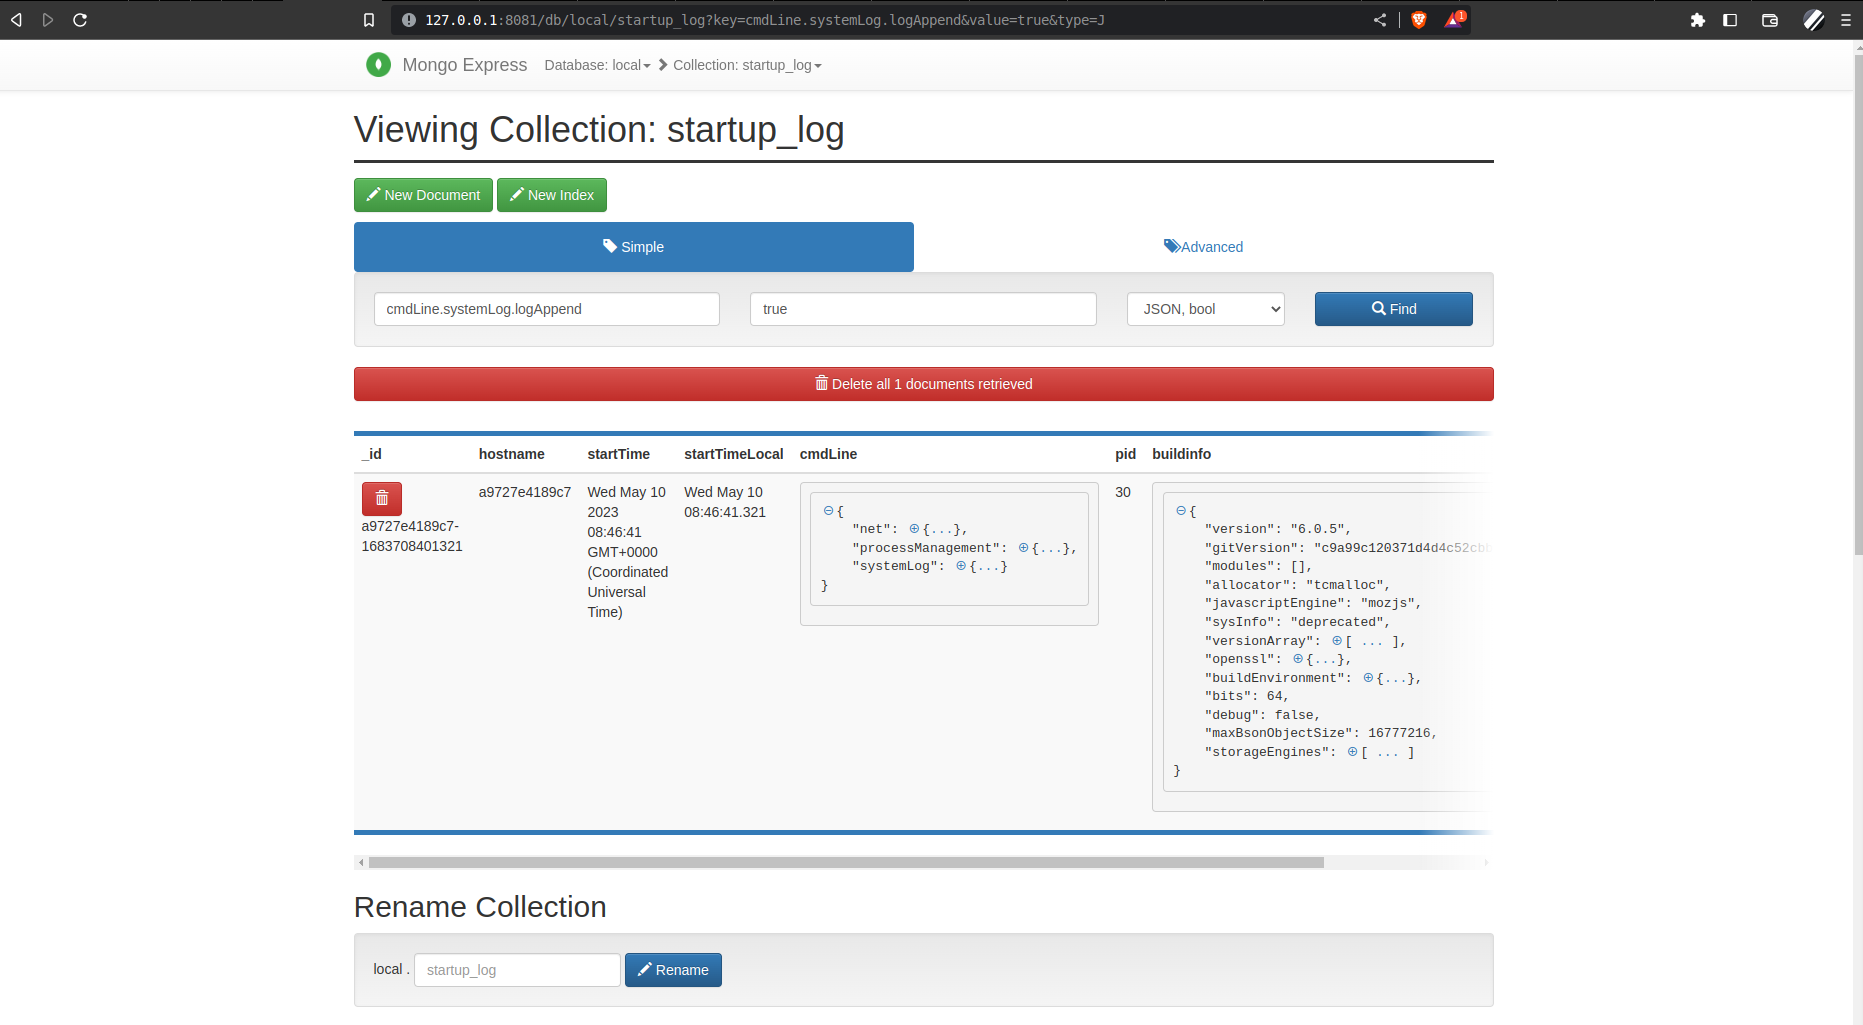 127.0.0.1:8081/db/local/startup_log?key=cmdLine.systemLog.logAppend&value=true&type=J
1
Mongo Express Database: local Collection: startup_log
Viewing Collection: startup_log
New Document New Index
Simple Advanced
cmdLine.systemLog.logAppend true JSON, bool Find
Delete all 1 documents retrieved
_id hostname startTime startTimeLocal cmdLine pid buildinfo
a9727e4189c7-
1683708401321
a9727e4189c7
Wed May 10
2023
08:46:41
GMT+0000
(Coordinated
Universal
Time)
Wed May 10
08:46:41.321
{
"net": {...},
"processManagement": {...},
"systemLog": {...}
}
30
{
"version": "6.0.5",
"gitVersion": "c9a99c120371d4d4c52cbb
"modules": [],
"allocator": "tcmalloc",
"javascriptEngine": "mozjs",
"sysInfo": "deprecated",
"versionArray": [ ... ],
"openssl": {...},
"buildEnvironment": {...},
"bits": 64,
"debug": false,
"maxBsonObjectSize": 16777216,
"storageEngines": [ ... ]
}
Rename Collection
local . startup_log Rename